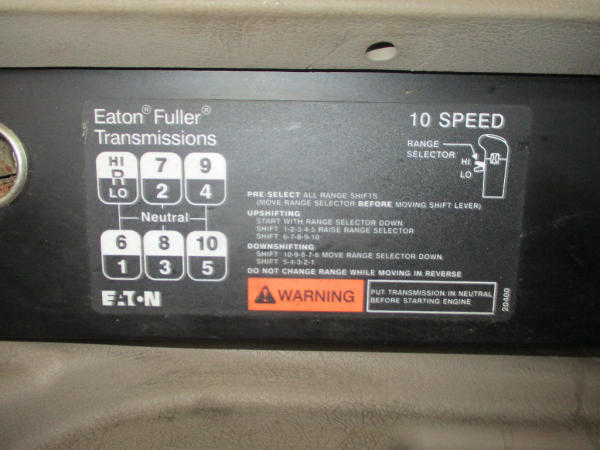 Eaton® Fuller®
Transmissions
10 SPEED
RANGE
SELECTOR
HI
LO
HI 7 9
R
LO 2 4
Neutral
6 8 10
1 3 5
PRE-SELECT ALL RANGE SHIFTS
(MOVE RANGE SELECTOR BEFORE MOVING SHIFT LEVER)
UPSHIFTING
START WITH RANGE SELECTOR DOWN
SHIFT 1-2-3-4-5 RAISE RANGE SELECTOR
SHIFT 6-7-8-9-10
DOWNSHIFTING
SHIFT 10-9-8-7-6 MOVE RANGE SELECTOR DOWN
SHIFT 5-4-3-2-1
DO NOT CHANGE RANGE WHILE MOVING IN REVERSE
EATON
WARNING
PUT TRANSMISSION IN NEUTRAL
BEFORE STARTING ENGINE
20400